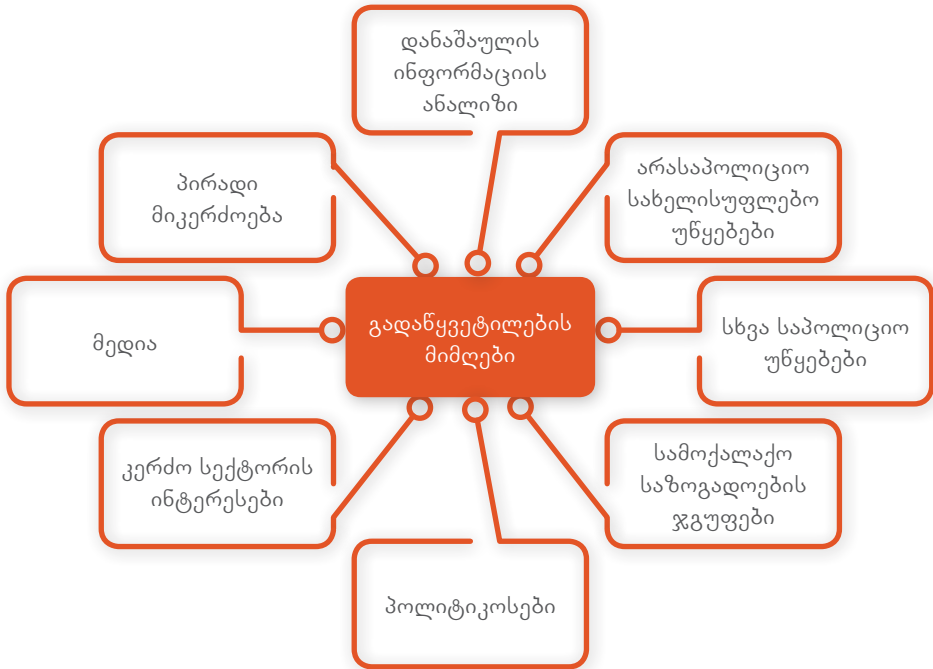 დანაშაულის
ინფორმაციის
ანალიზი
პირადი
მიკერძოება
არასაპოლიციო
სახელისუფლებო
უწყებები
მედია
გადაწყვეტილების
მიმღები
სხვა საპოლიციო
უწყებები
კერძო სექტორის
ინტერესები
სამოქალაქო
საზოგადოების
ჯგუფები
პოლიტიკოსები